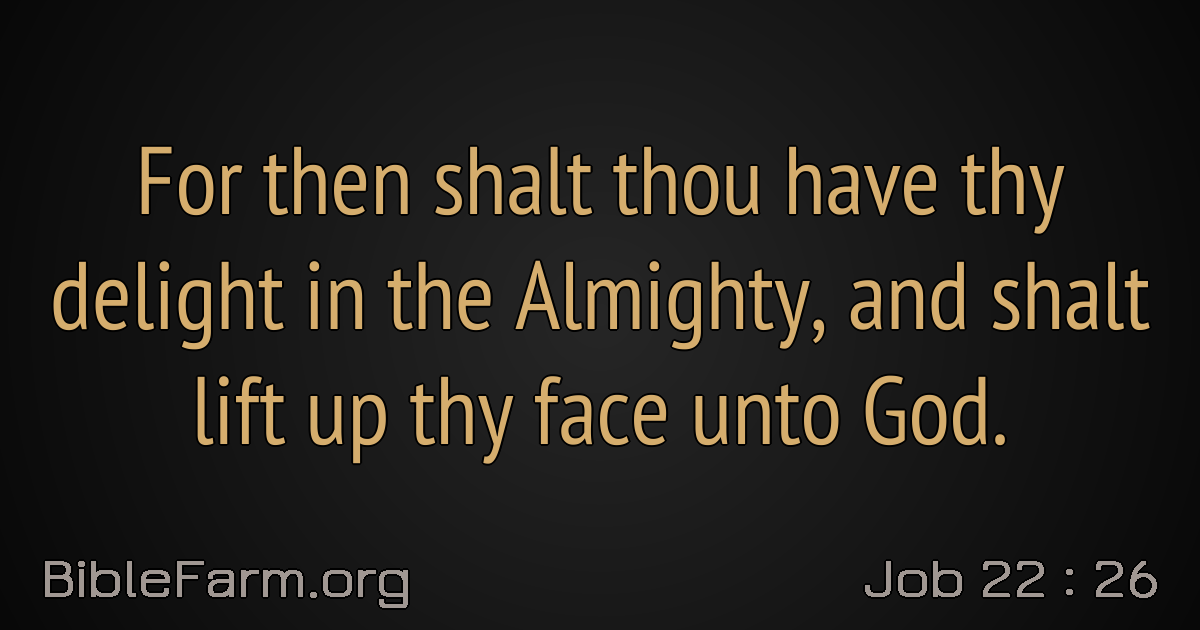 For then shalt thou have thy
delight in the Almighty, and shalt
lift up thy face unto God.
BibleFarm.org
Job 22 : 26